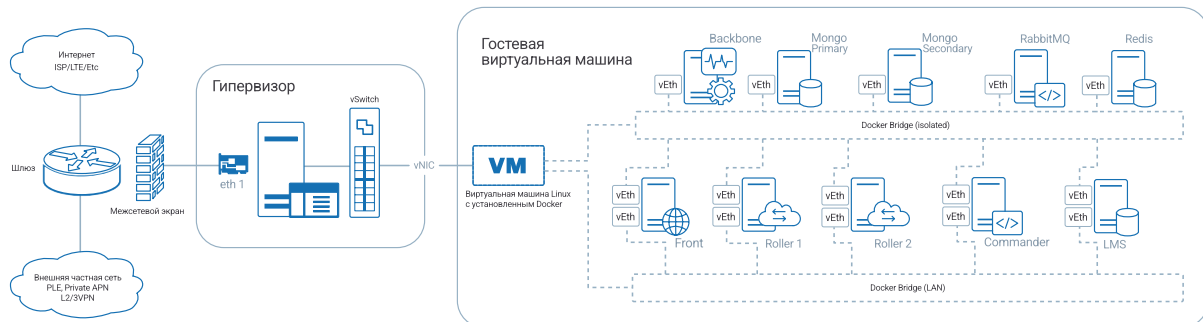 Интернет
ISP/LTE/Etc
Шлюз
Межсетевой экран
Внешняя частная сеть
PLE, Private APN
L2/3VPN
Гипервизор
eth 1
vSwitch
vNIC
Гостевая
виртуальная машина
VM
Виртуальная машина Linux
с установленным Docker
Backbone
vEth
Mongo
Primary
vEth
Mongo
Secondary
vEth
RabbitMQ
vEth
Redis
vEth
Docker Bridge (isolated)
vEth
vEth
Front
vEth
vEth
Roller 1
vEth
vEth
Roller 2
vEth
vEth
Commander
vEth
vEth
LMS
Docker Bridge (LAN)